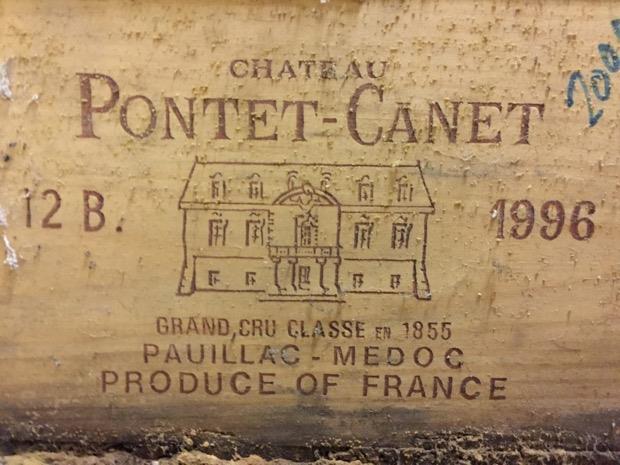 CHATEAU
PONTET-CANET
12 B.
1996
GRAND CRU CLASSE EN 1855
PAUILLAC - MEDOC
PRODUCE OF FRANCE